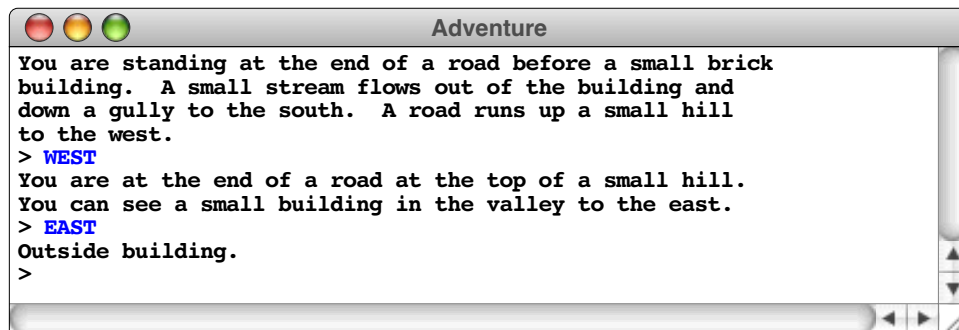 Adventure
You are standing at the end of a road before a small brick
building.  A small stream flows out of the building and
down a gully to the south.  A road runs up a small hill
to the west.
> WEST
You are at the end of a road at the top of a small hill.
You can see a small building in the valley to the east.
> EAST
Outside building.
>